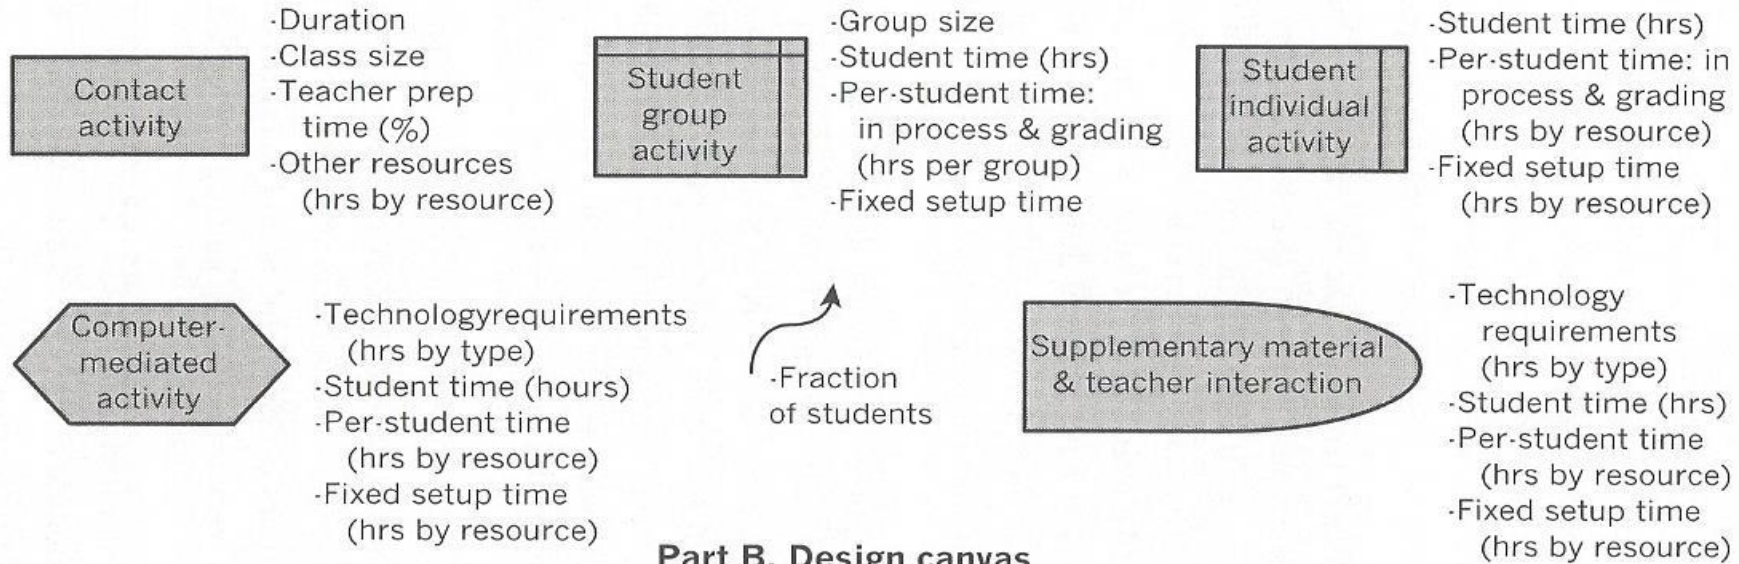 Contact
activity
-Duration
-Class size
-Teacher prep
time (%)
-Other resources
(hrs by resource)
Student
group
activity
-Group size
-Student time (hrs)
-Per-student time:
in process & grading
(hrs per group)
-Fixed setup time
Student
individual
activity
-Student time (hrs)
-Per-student time: in
process & grading
(hrs by resource)
-Fixed setup time
(hrs by resource)
Computer-
mediated
activity
-Technologyrequirements
(hrs by type)
-Student time (hours)
-Per-student time
(hrs by resource)
-Fixed setup time
(hrs by resource)
-Fraction
of students
Supplementary material
& teacher interaction
-Technology
requirements
(hrs by type)
-Student time (hrs)
-Per-student time
(hrs by resource)
-Fixed setup time
(hrs by resource)
Part B. Design canvas